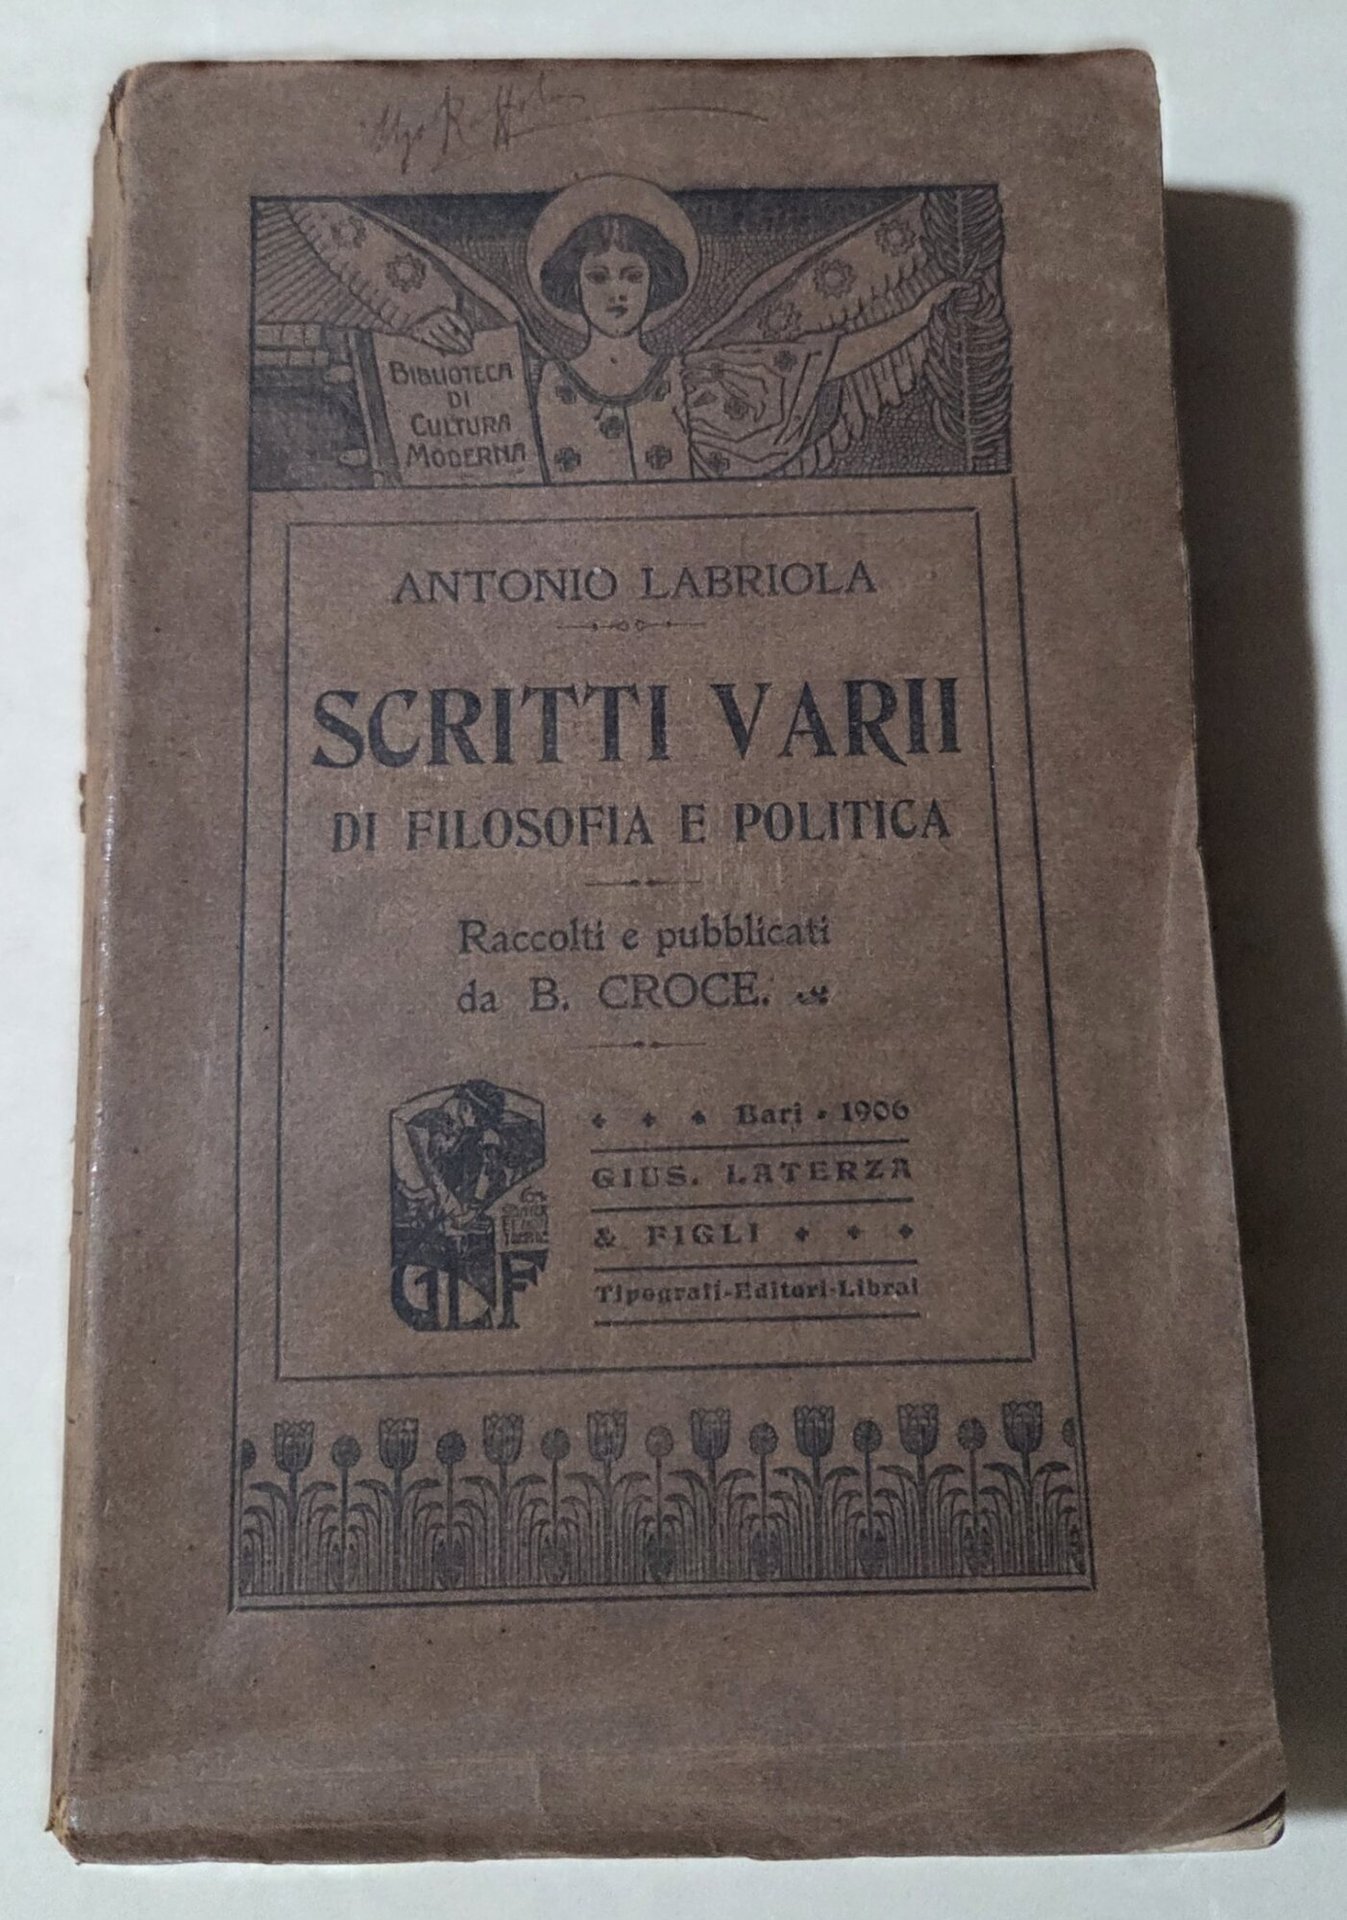 Ugo
BIBLIOTECA
DI
CULTURA
MODERNA
ANTONIO LABRIOLA
SCRITTI VARII
DI FILOSOFIA E POLITICA
Raccolti e pubblicati
da B. CROCE.
Bari • 1906
GIUS. LATERZA
& FIGLI
Tipografi-Editori-Librai
GLF